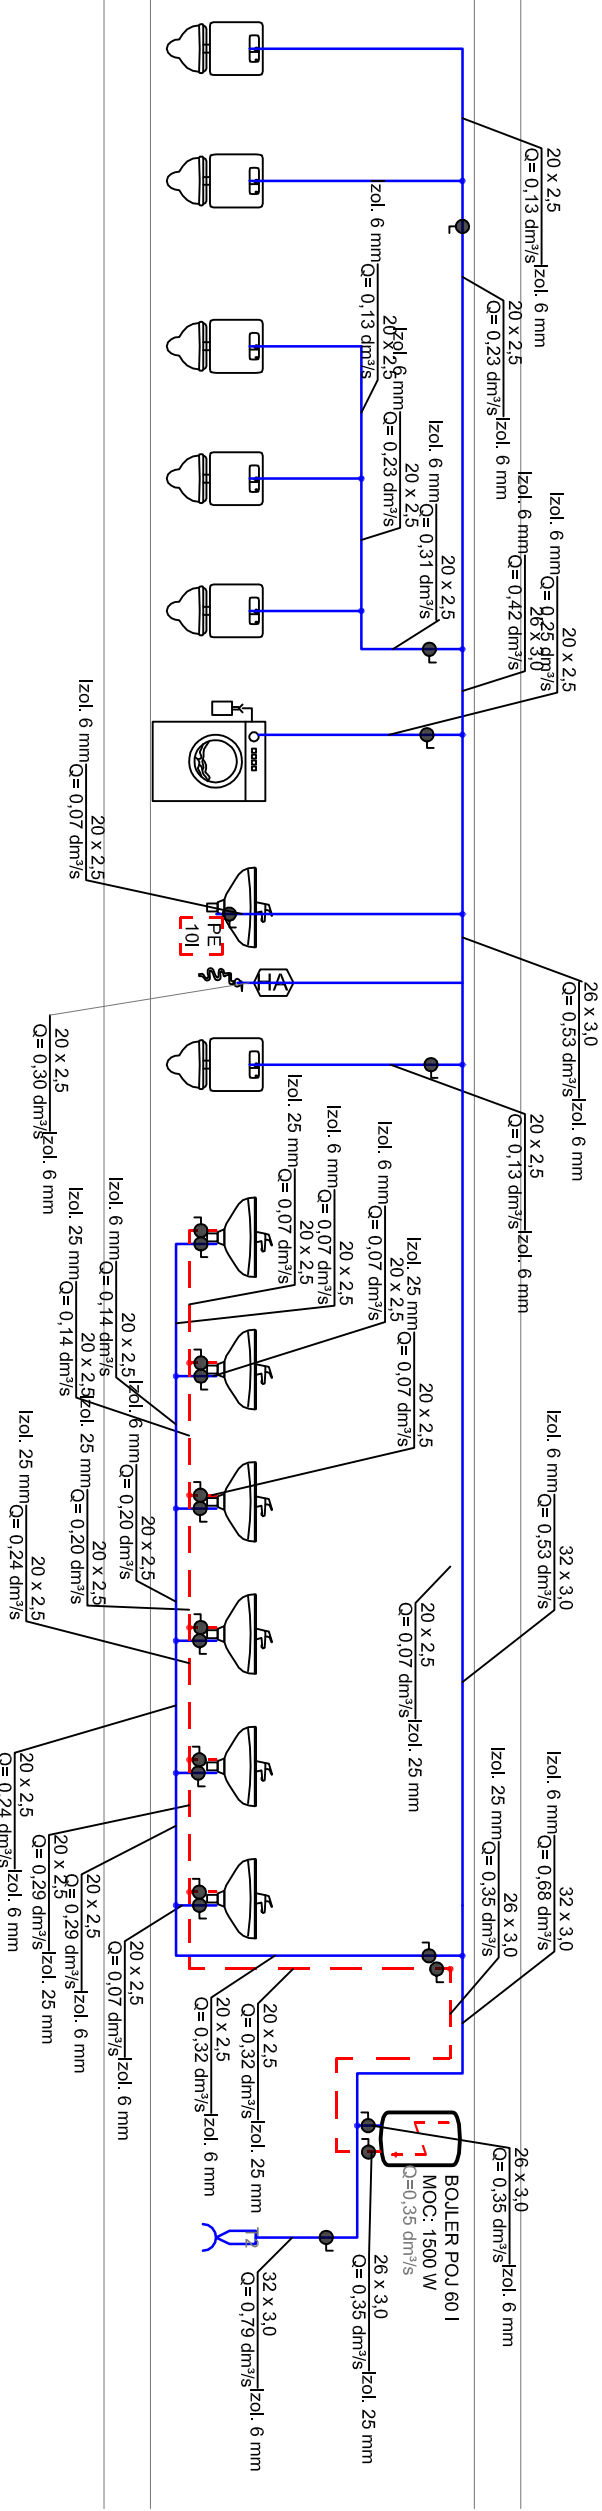 20 x 2,5
Q= 0,13 dm³/s
Izol. 6 mm
20 x 2,5
Q= 0,23 dm³/s
Izol. 6 mm
Izol. 6 mm
20 x 2,5
Q= 0,13 dm³/s
Izol. 6 mm
20 x 2,5
Q= 0,23 dm³/s
Izol. 6 mm
20 x 2,5
Q= 0,31 dm³/s
Izol. 6 mm
26 x 3,0
Q= 0,42 dm³/s
Izol. 6 mm
20 x 2,5
Q= 0,25 dm³/s
Izol. 6 mm
20 x 2,5
Q= 0,07 dm³/s
PE
10l
HA
26 x 3,0
Q= 0,53 dm³/s
Izol. 6 mm
20 x 2,5
Q= 0,30 dm³/s
Izol. 6 mm
20 x 2,5
Q= 0,13 dm³/s
Izol. 6 mm
Izol. 25 mm
20 x 2,5
Q= 0,07 dm³/s
Izol. 6 mm
20 x 2,5
Q= 0,07 dm³/s
Izol. 6 mm
20 x 2,5
Q= 0,07 dm³/s
Izol. 25 mm
20 x 2,5
Q= 0,07 dm³/s
Izol. 6 mm
20 x 2,5
Q= 0,14 dm³/s
Izol. 25 mm
20 x 2,5
Q= 0,14 dm³/s
Izol. 6 mm
20 x 2,5
Q= 0,20 dm³/s
Izol. 25 mm
20 x 2,5
Q= 0,20 dm³/s
Izol. 25 mm
20 x 2,5
Q= 0,24 dm³/s
Izol. 6 mm
32 x 3,0
Q= 0,53 dm³/s
20 x 2,5
Q= 0,07 dm³/s
Izol. 25 mm
20 x 2,5
Q= 0,24 dm³/s
Izol. 6 mm
20 x 2,5
Q= 0,29 dm³/s
Izol. 25 mm
20 x 2,5
Q= 0,29 dm³/s
Izol. 6 mm
20 x 2,5
Q= 0,07 dm³/s
Izol. 6 mm
Izol. 25 mm
26 x 3,0
Q= 0,35 dm³/s
Izol. 6 mm
32 x 3,0
Q= 0,68 dm³/s
20 x 2,5
Q= 0,32 dm³/s
Izol. 6 mm
20 x 2,5
Q= 0,32 dm³/s
Izol. 25 mm
26 x 3,0
Q= 0,35 dm³/s
Izol. 6 mm
BOJLER POJ 60 l
MOC: 1500 W
Q=0,35 dm³/s
26 x 3,0
Q= 0,35 dm³/s
Izol. 25 mm
TZ
32 x 3,0
Q= 0,79 dm³/s
Izol. 6 mm